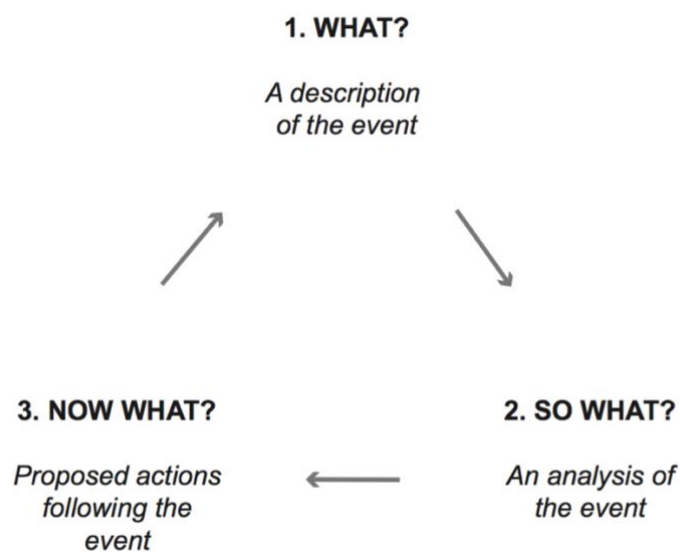 1. WHAT?
A description
of the event
2. SO WHAT?
An analysis of
the event
3. NOW WHAT?
Proposed actions
following the
event